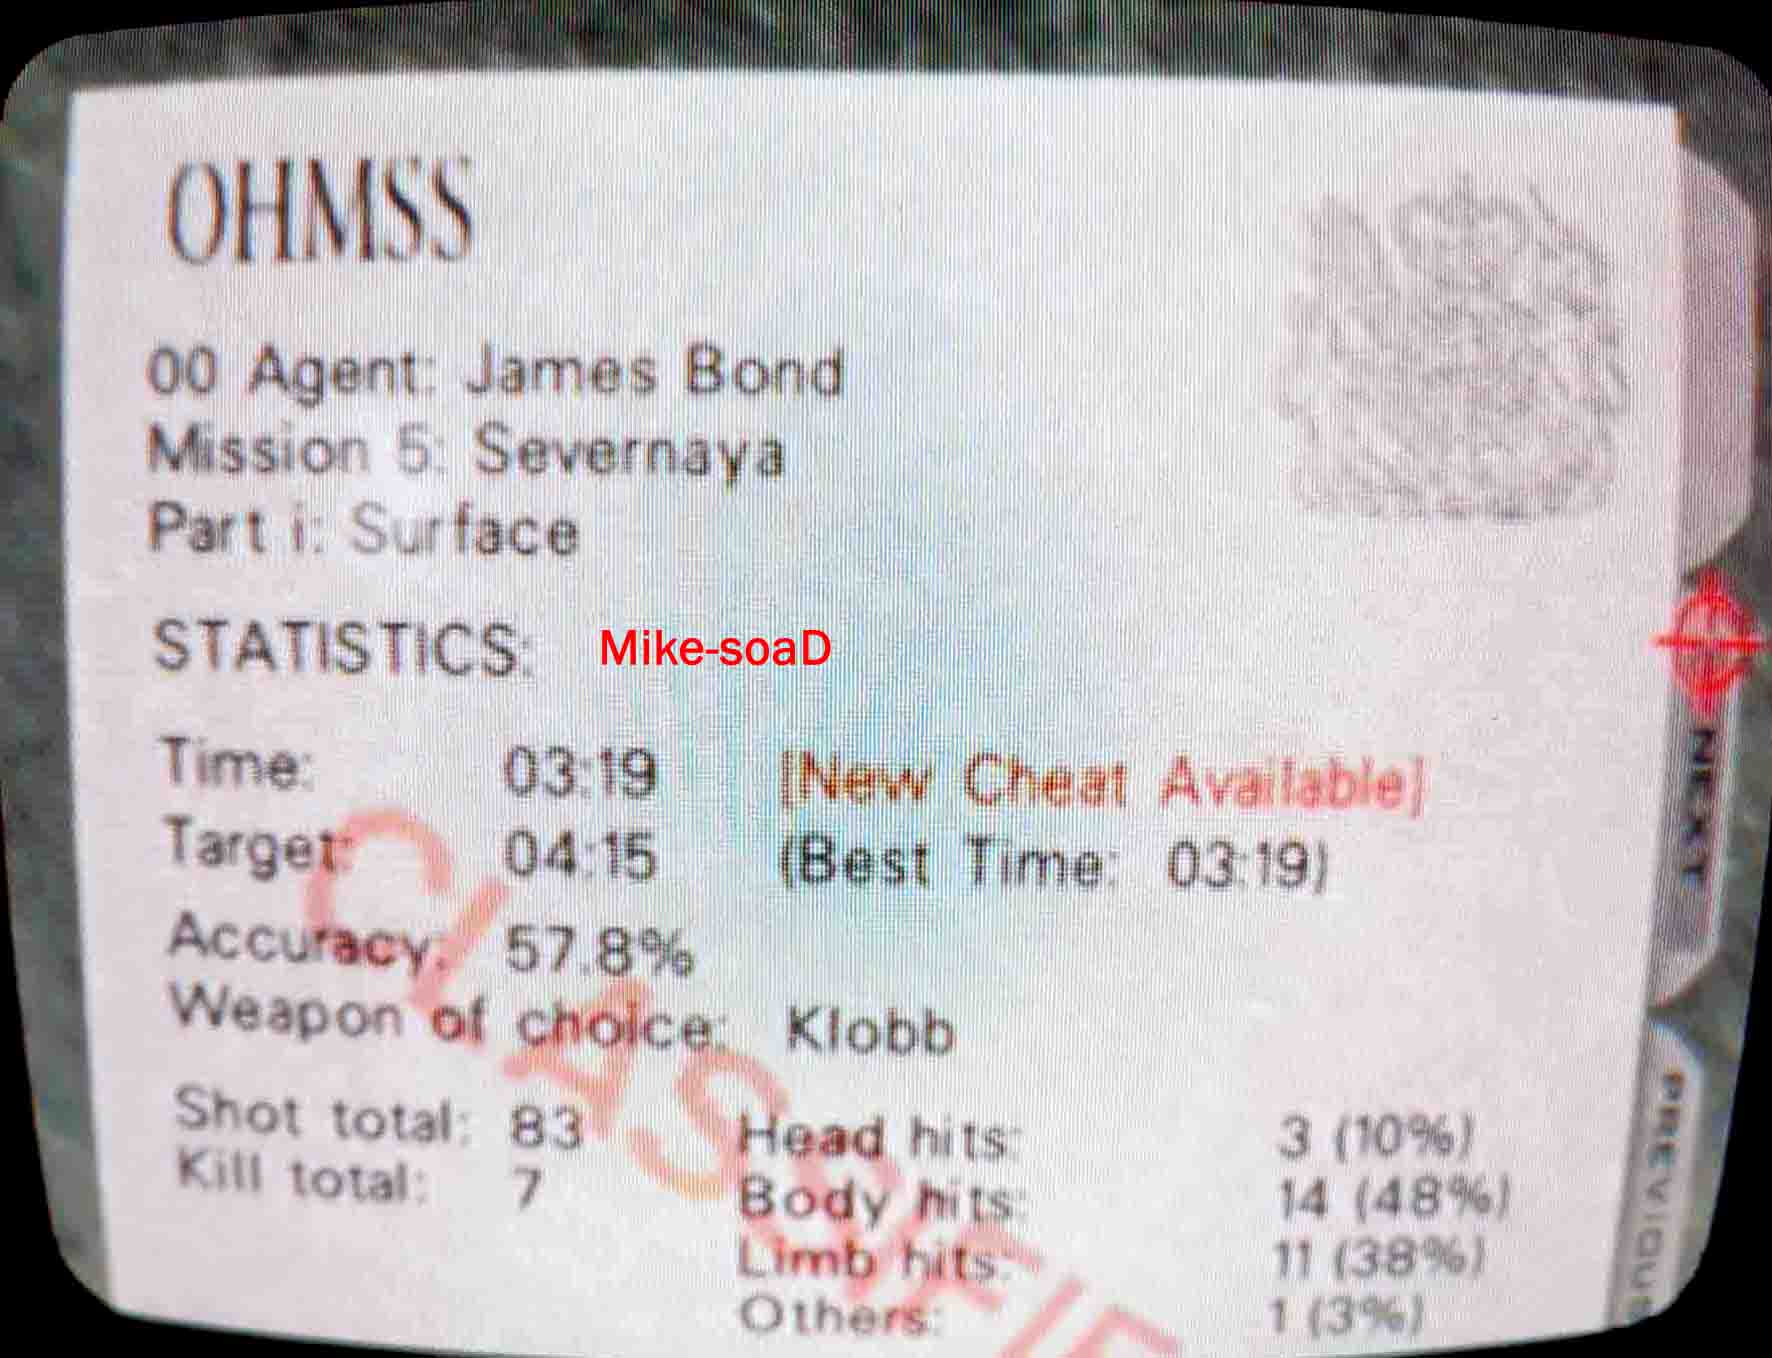 OHMSS
00 Agent: James Bond
Mission 5: Severnaya
Part i: Surface
STATISTICS: Mike-soaD
Time: 03:19 [New Cheat Available]
Target: 04:15 (Best Time: 03:19)
Accuracy: 57.8%
Weapon of choice: Klobb
Shot total: 83 Head hits: 3 (10%)
Kill total: 7 Body hits: 14 (48%)
Limb hits: 11 (38%)
Others: 1 (3%)
CLASSIFIE
NEXT
PREVIOUS